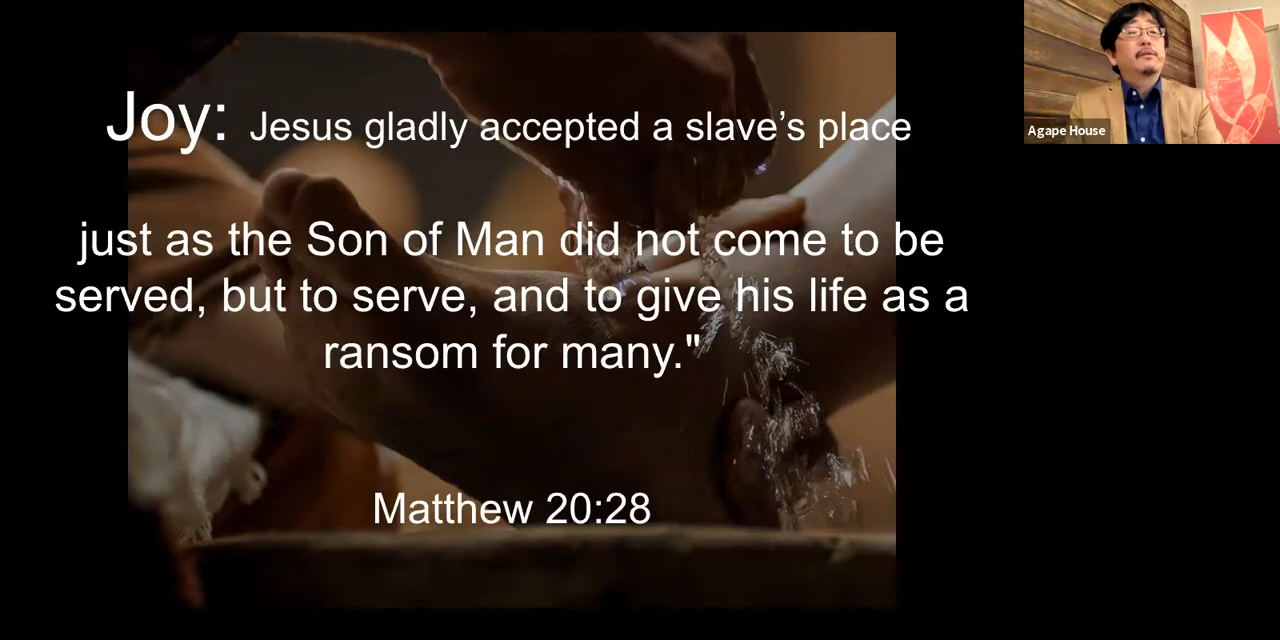 Joy: Jesus gladly accepted a slave’s place
just as the Son of Man did not come to be
served, but to serve, and to give his life as a
ransom for many."
Matthew 20:28
Agape House